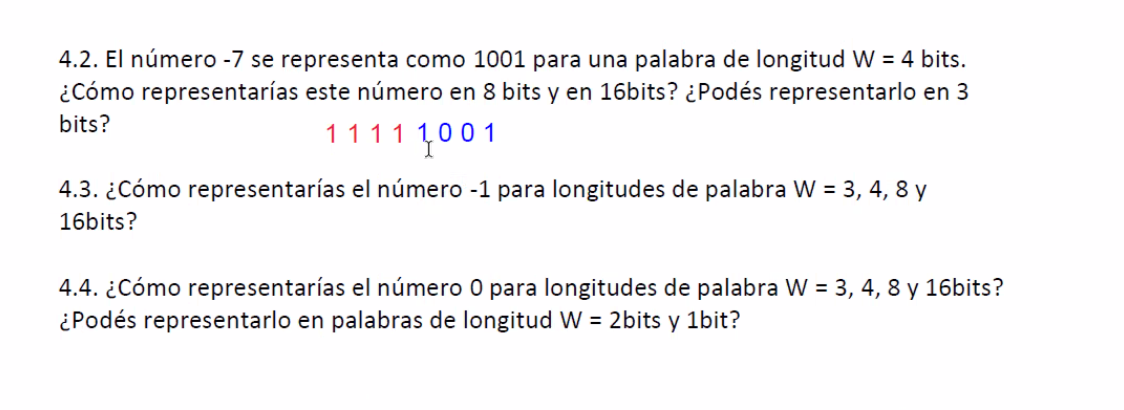 4.2. El número -7 se representa como 1001 para una palabra de longitud W = 4 bits.
¿Cómo representarías este número en 8 bits y en 16bits? ¿Podés representarlo en 3
bits?
1 1 1 1 1 0 0 1
4.3. ¿Cómo representarías el número -1 para longitudes de palabra W = 3, 4, 8 y
16bits?
4.4. ¿Cómo representarías el número 0 para longitudes de palabra W = 3, 4, 8 y 16bits?
¿Podés representarlo en palabras de longitud W = 2bits y 1bit?